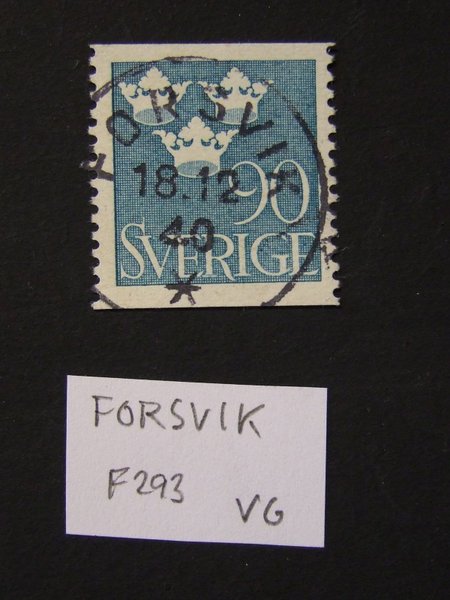 FORSVIK
18.12
40
*
90
SVERIGE
FORSVIK
F293
VG